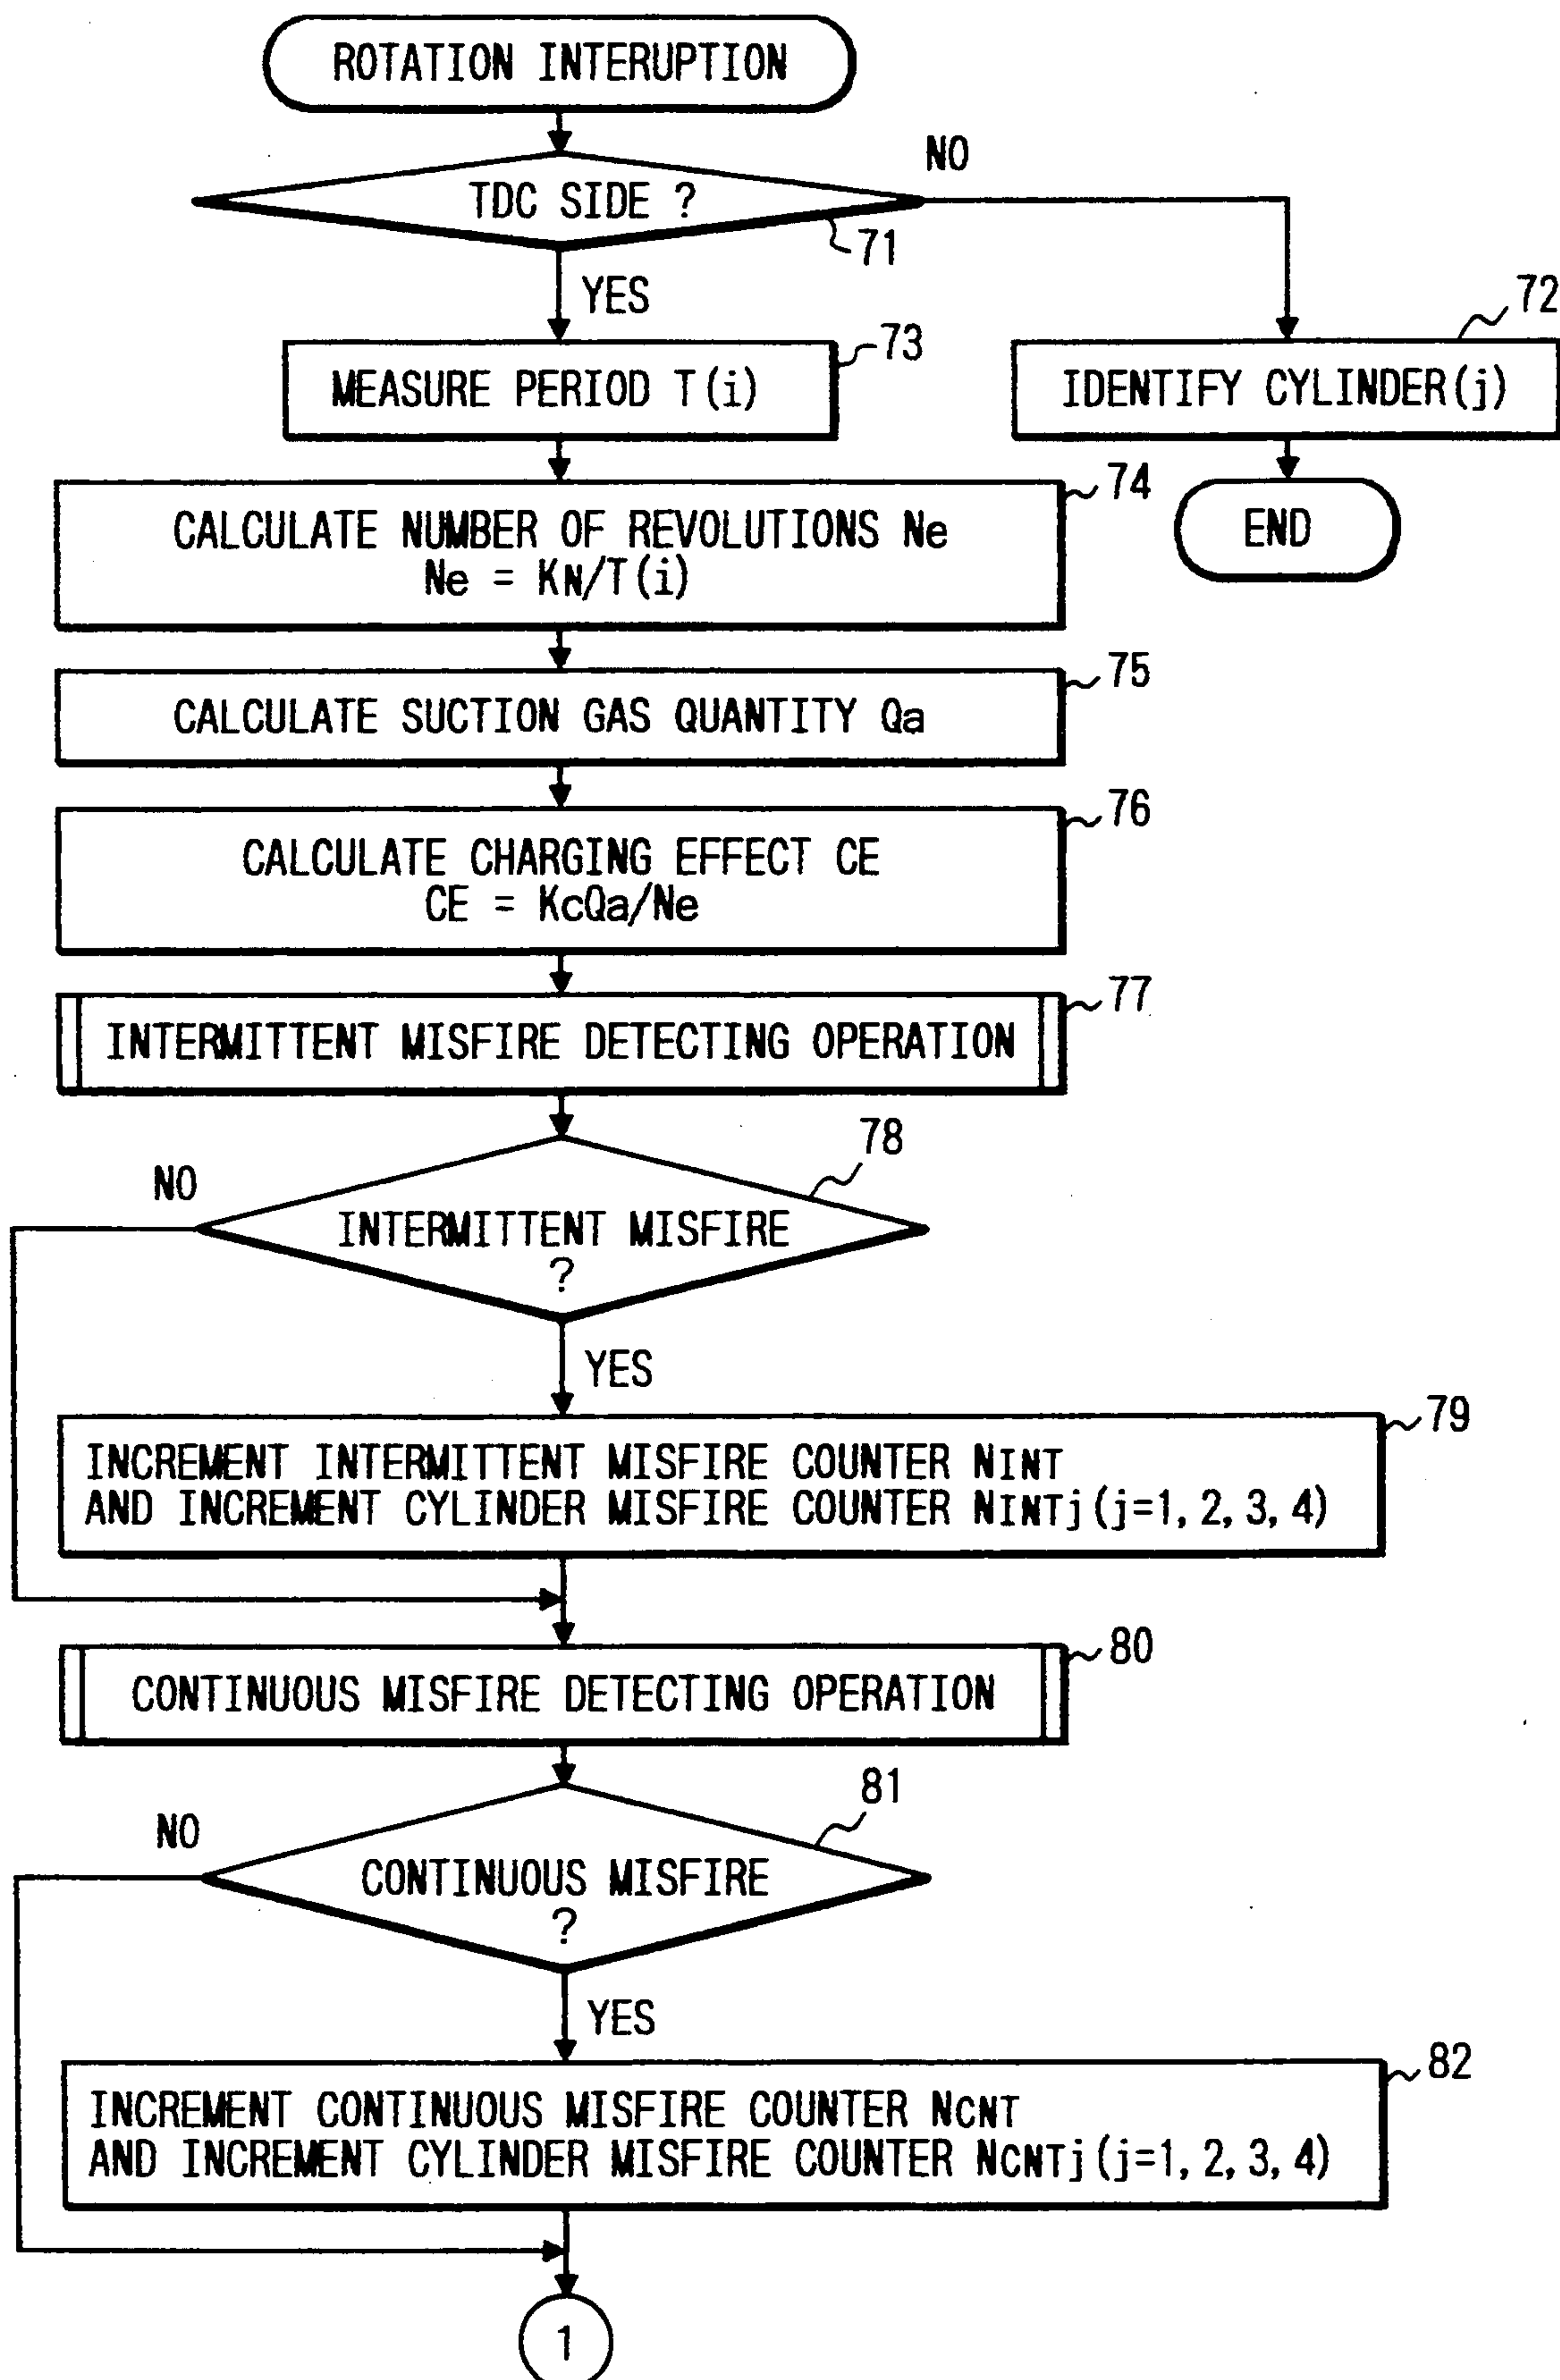 ROTATION INTERUPTION
TDC SIDE ?
NO
71
YES
72
73
MEASURE PERIOD T(i)
IDENTIFY CYLINDER(j)
74
CALCULATE NUMBER OF REVOLUTIONS Ne
Ne = KN/T(i)
END
75
CALCULATE SUCTION GAS QUANTITY Qa
76
CALCULATE CHARGING EFFECT CE
CE = KcQa/Ne
77
INTERMITTENT MISFIRE DETECTING OPERATION
78
NO
INTERMITTENT MISFIRE
?
YES
79
INCREMENT INTERMITTENT MISFIRE COUNTER NINT
AND INCREMENT CYLINDER MISFIRE COUNTER NINTj(j=1, 2, 3, 4)
80
CONTINUOUS MISFIRE DETECTING OPERATION
81
NO
CONTINUOUS MISFIRE
?
YES
82
INCREMENT CONTINUOUS MISFIRE COUNTER NCNT
AND INCREMENT CYLINDER MISFIRE COUNTER NCNTj(j=1, 2, 3, 4)
1